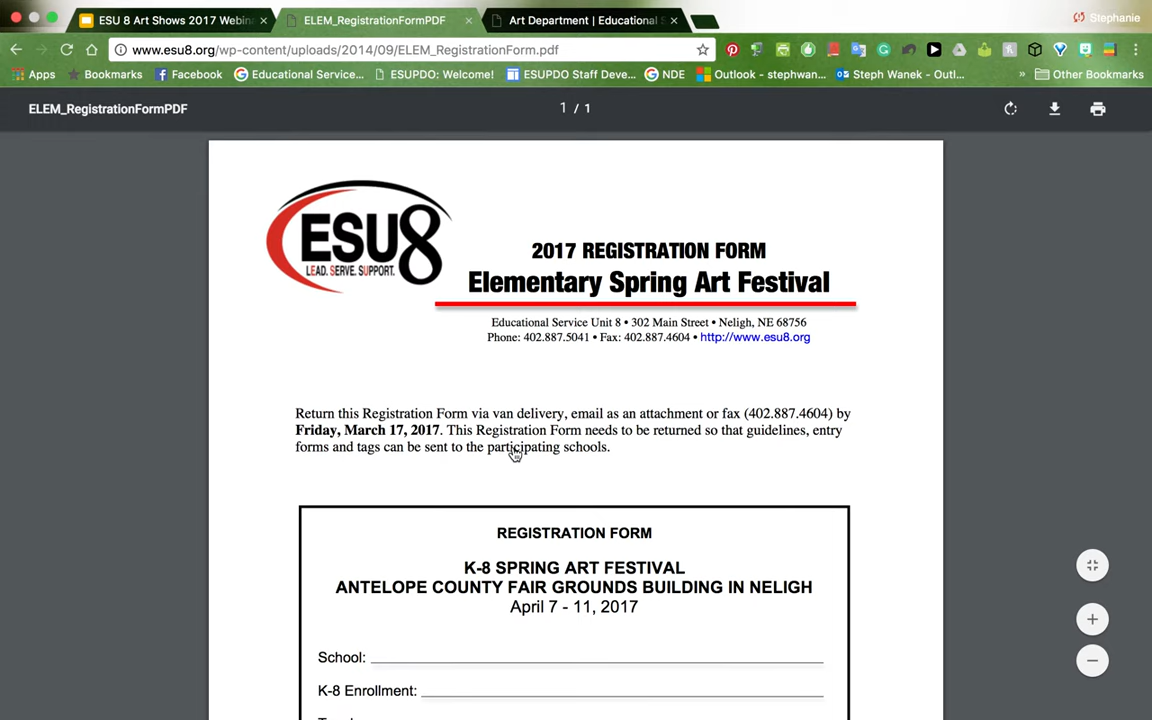 ESU 8 Art Shows 2017 Webin
ELEM_RegistrationFormPDF
Art Department | Educational S
Stephanie
www.esu8.org/wp-content/uploads/2014/09/ELEM_RegistrationForm.pdf
Apps
Bookmarks
Facebook
Educational Service...
ESUPDO: Welcome!
ESUPDO Staff Deve...
NDE
Outlook - stephwan...
Steph Wanek - Outl...
»
Other Bookmarks
ELEM_RegistrationFormPDF
1 / 1
ESU8
LEAD. SERVE. SUPPORT.
2017 REGISTRATION FORM
Elementary Spring Art Festival
Educational Service Unit 8 • 302 Main Street • Neligh, NE 68756
Phone: 402.887.5041 • Fax: 402.887.4604 • http://www.esu8.org
Return this Registration Form via van delivery, email as an attachment or fax (402.887.4604) by
Friday, March 17, 2017. This Registration Form needs to be returned so that guidelines, entry
forms and tags can be sent to the participating schools.
REGISTRATION FORM
K-8 SPRING ART FESTIVAL
ANTELOPE COUNTY FAIR GROUNDS BUILDING IN NELIGH
April 7 - 11, 2017
School:
K-8 Enrollment: